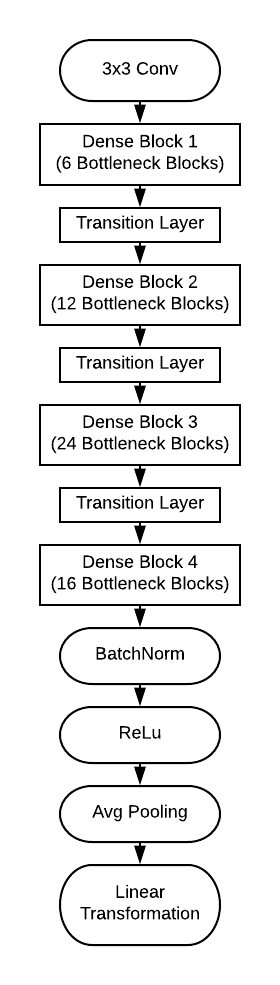 3x3 Conv
Dense Block 1
(6 Bottleneck Blocks)
Transition Layer
Dense Block 2
(12 Bottleneck Blocks)
Transition Layer
Dense Block 3
(24 Bottleneck Blocks)
Transition Layer
Dense Block 4
(16 Bottleneck Blocks)
BatchNorm
ReLu
Avg Pooling
Linear
Transformation